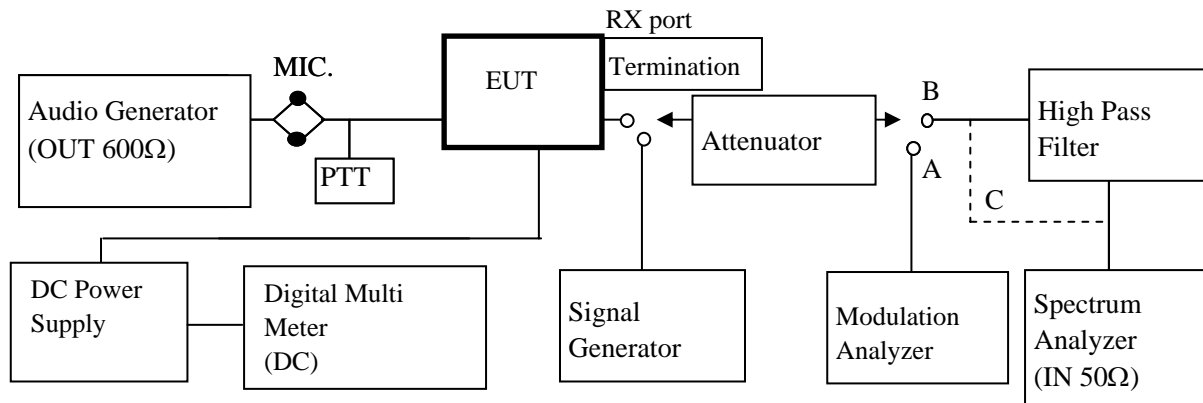 RX port
MIC.
EUT
Termination
Audio Generator
(OUT 600Ω)
PTT
Attenuator
B
A
C
High Pass
Filter
DC Power
Supply
Digital Multi
Meter
(DC)
Signal
Generator
Modulation
Analyzer
Spectrum
Analyzer
(IN 50Ω)